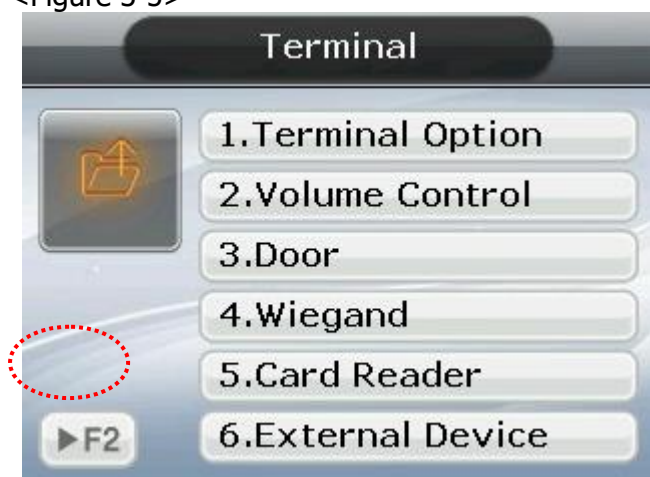 Terminal
1.Terminal Option
2.Volume Control
3.Door
4.Wiegand
5.Card Reader
▶F2
6.External Device